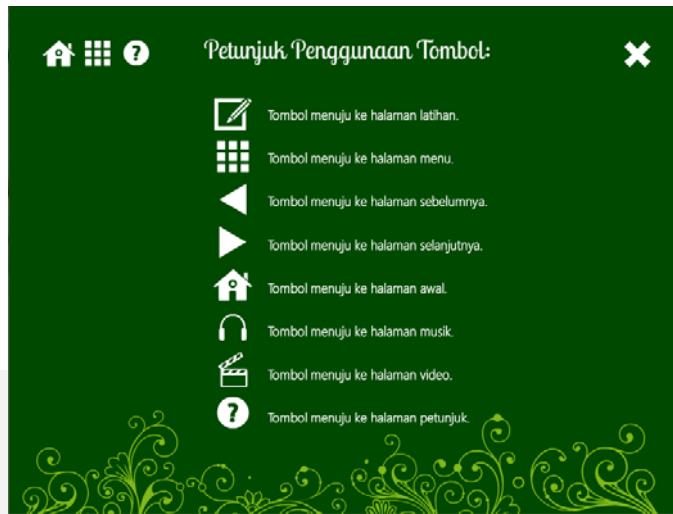 Petunjuk Penggunaan Tombol:
Tombol menuju ke halaman latihan.
Tombol menuju ke halaman menu.
Tombol menuju ke halaman sebelumnya.
Tombol menuju ke halaman selanjutnya.
Tombol menuju ke halaman awal.
Tombol menuju ke halaman musik.
Tombol menuju ke halaman video.
Tombol menuju ke halaman petunjuk.